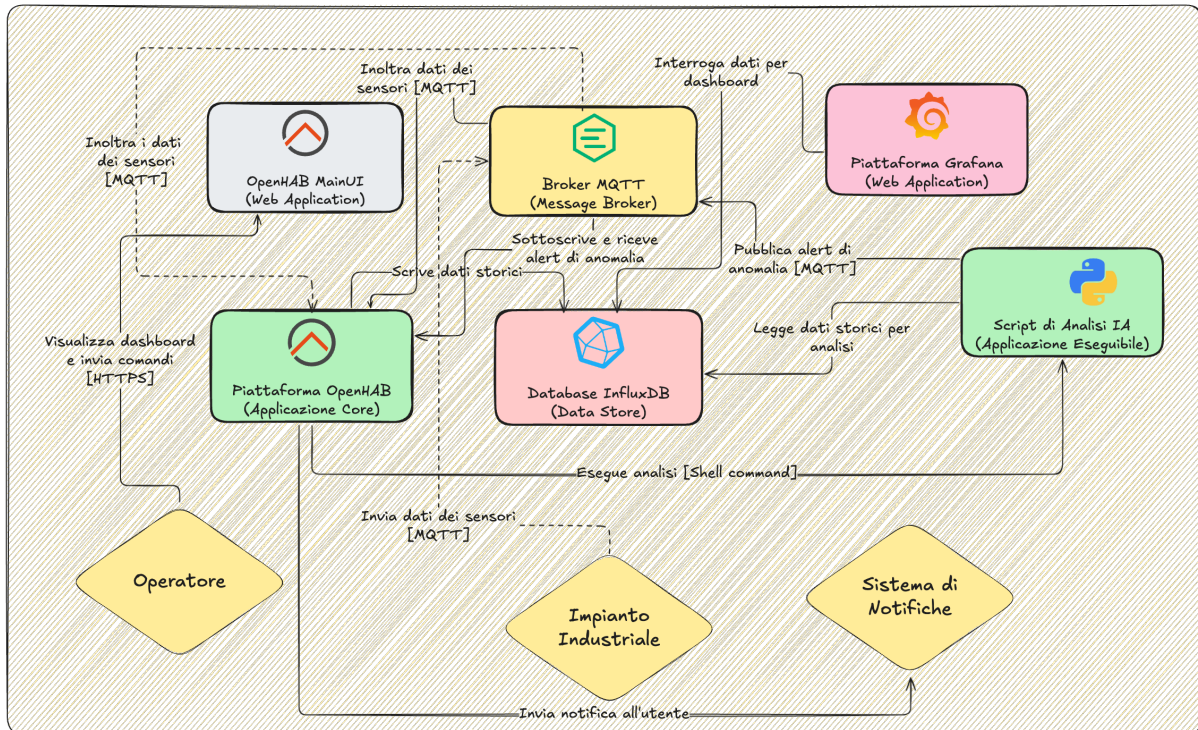 Inoltra dati dei
sensori [MQTT]
Interroga dati per
dashboard
Inoltra i dati
dei sensori
[MQTT]
OpenHAB MainUI
(Web Application)
Broker MQTT
(Message Broker)
Piattaforma Grafana
(Web Application)
Sottoscrive e riceve
alert di anomalia
Pubblica alert di
anomalia [MQTT]
Scrive dati storici
Visualizza dashboard
e invia comandi
[HTTPS]
Piattaforma OpenHAB
(Applicazione Core)
Database InfluxDB
(Data Store)
Legge dati storici per
analisi
Script di Analisi IA
(Applicazione Eseguibile)
Esegue analisi [Shell command]
Invia dati dei sensori
[MQTT]
Operatore
Impianto
Industriale
Sistema di
Notifiche
Invia notifica all'utente